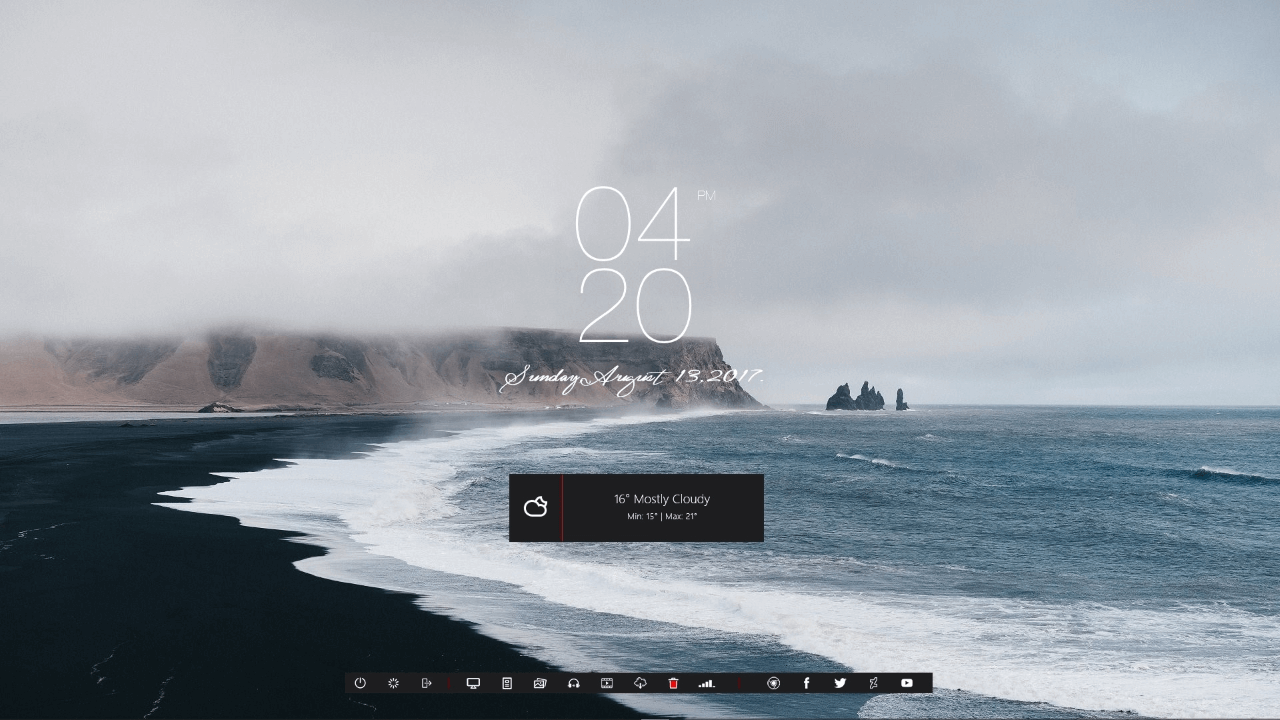 04 PM
20
Sunday August 13, 2017.
16° Mostly Cloudy
Min: 15° | Max: 21°